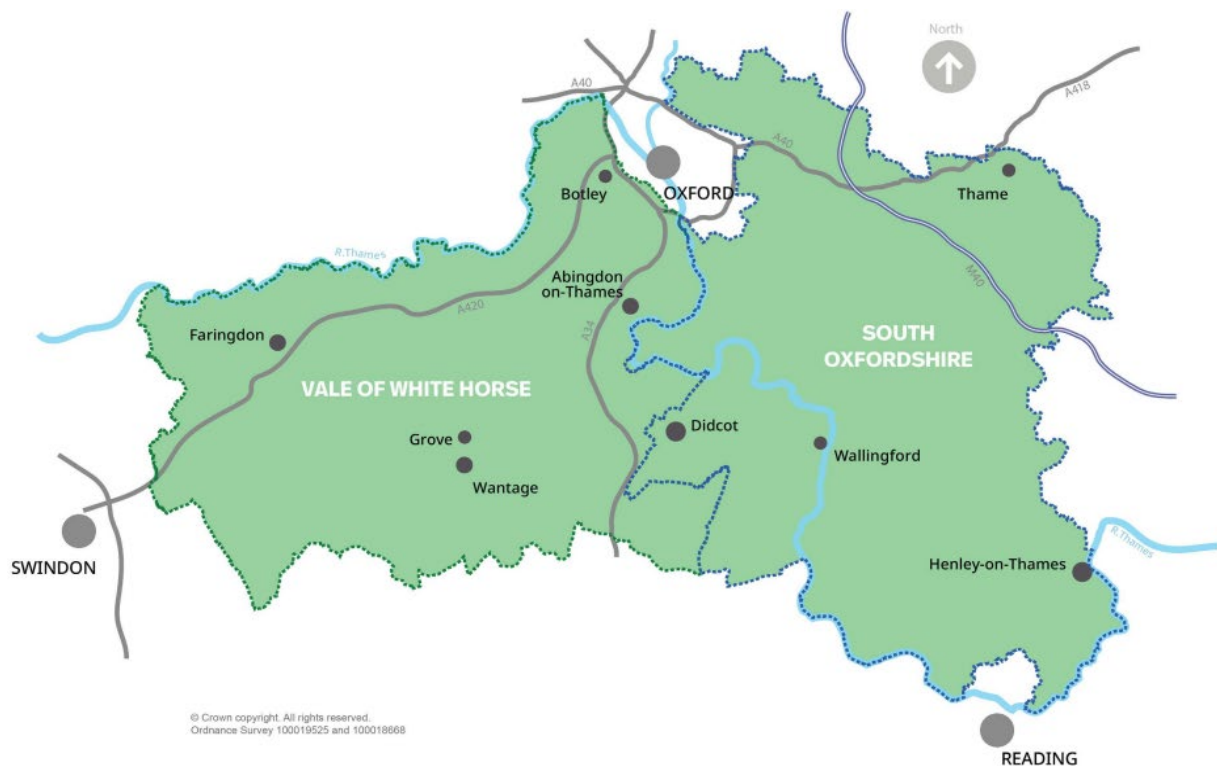 North
A40
A418
A40
OXFORD
Botley
Thame
R.Thames
Abingdon
on-Thames
M40
A420
A34
Faringdon
SOUTH
OXFORDSHIRE
VALE OF WHITE HORSE
Didcot
Grove
Wallingford
Wantage
R.Thames
SWINDON
Henley-on-Thames
© Crown copyright. All rights reserved.
Ordnance Survey 100019525 and 100018668
READING